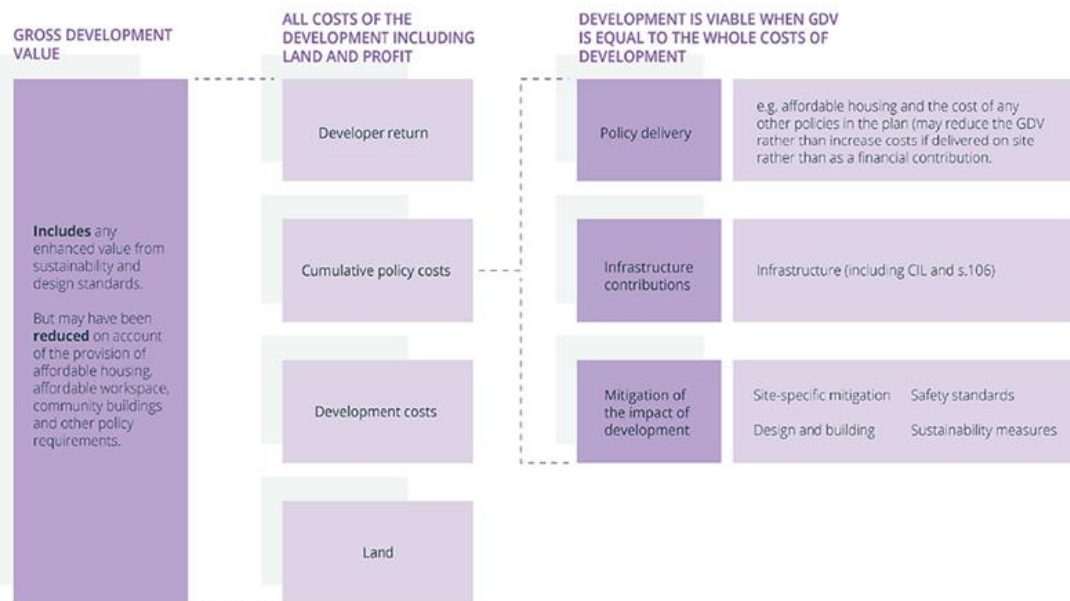 GROSS DEVELOPMENT
VALUE
Includes any
enhanced value from
sustainability and
design standards.
But may have been
reduced on account
of the provision of
affordable housing,
affordable workspace,
community buildings
and other policy
requirements.
ALL COSTS OF THE
DEVELOPMENT INCLUDING
LAND AND PROFIT
Developer return
Cumulative policy costs
Development costs
Land
DEVELOPMENT IS VIABLE WHEN GDV
IS EQUAL TO THE WHOLE COSTS OF
DEVELOPMENT
Policy delivery
e.g. affordable housing and the cost of any
other policies in the plan (may reduce the GDV
rather than increase costs if delivered on site
rather than as a financial contribution.
Infrastructure
contributions
Infrastructure (including CIL and s.106)
Mitigation of
the impact of
development
Site-specific mitigation Safety standards
Design and building Sustainability measures